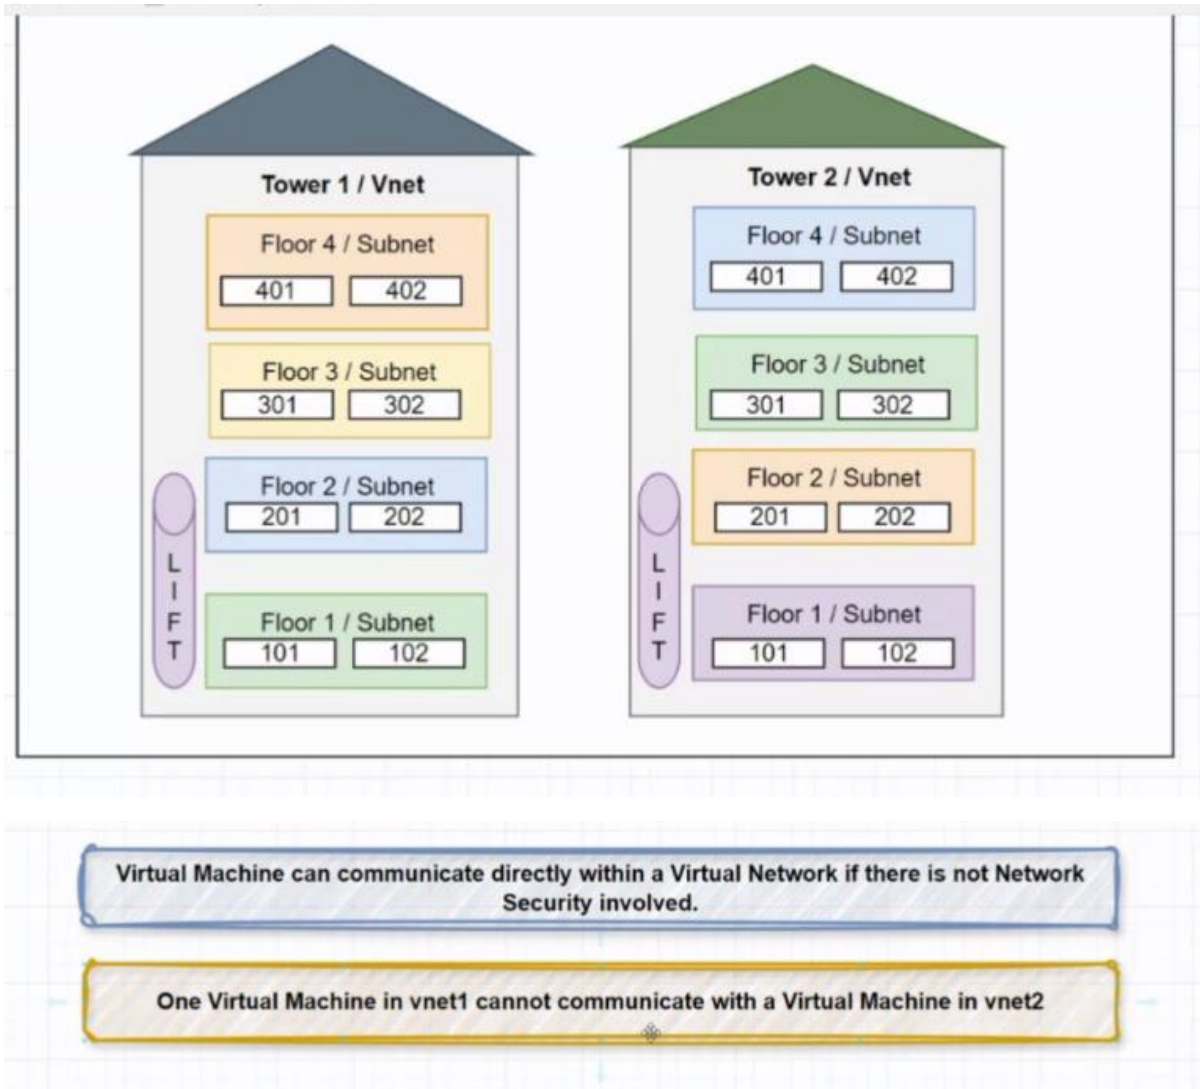 Tower 1 / Vnet
Floor 4 / Subnet
401 402
Floor 3 / Subnet
301 302
Floor 2 / Subnet
201 202
Floor 1 / Subnet
101 102
L
I
F
T
Tower 2 / Vnet
Floor 4 / Subnet
401 402
Floor 3 / Subnet
301 302
Floor 2 / Subnet
201 202
Floor 1 / Subnet
101 102
L
I
F
T
Virtual Machine can communicate directly within a Virtual Network if there is not Network
Security involved.
One Virtual Machine in vnet1 cannot communicate with a Virtual Machine in vnet2